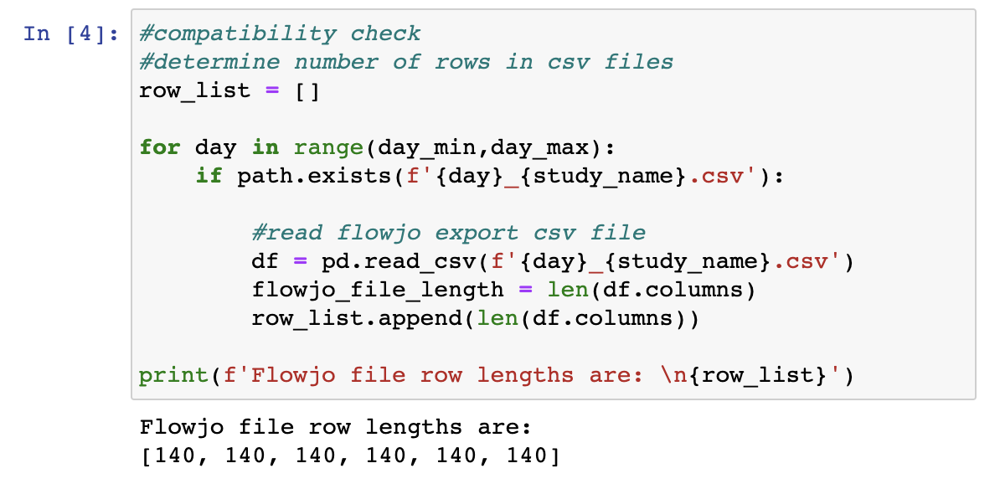 In [4]: #compatibility check
#determine number of rows in csv files
row_list = []
for day in range(day_min,day_max):
    if path.exists(f'{day}_{study_name}.csv'):
        #read flowjo export csv file
        df = pd.read_csv(f'{day}_{study_name}.csv')
        flowjo_file_length = len(df.columns)
        row_list.append(len(df.columns))
print(f'Flowjo file row lengths are: \n{row_list}')
Flowjo file row lengths are:
[140, 140, 140, 140, 140, 140]